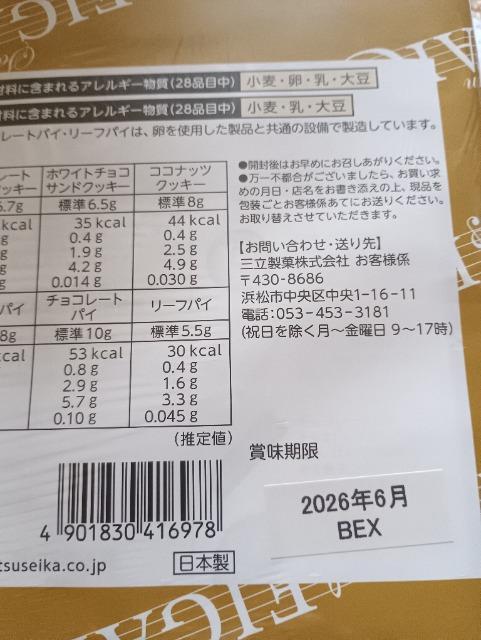 材料に含まれるアレルギー物質(28品目中) 小麦・卵・乳・大豆
材料に含まれるアレルギー物質(28品目中) 小麦・乳・大豆
レートパイ・リーフパイは、卵を使用した製品と共通の設備で製造しています。
レート ホワイトチョコ ココナッツ
ッキー サンドクッキー クッキー
6.7g 標準6.5g 標準8g
kcal 35 kcal 44 kcal
g 0.4 g 0.4 g
g 1.9 g 2.5 g
g 4.2 g 4.9 g
g 0.014 g 0.030 g
パイ チョコレート リーフパイ
パイ
8g 標準10g 標準5.5g
kcal 53 kcal 30 kcal
0.8 g 0.4 g
2.9 g 1.6 g
5.7 g 3.3 g
0.10 g 0.045 g
(推定値)
●開封後はお早めにお召しあがりください。
●万一不都合がございましたら、お買い求
めの月日・店名をお書き添えの上、現品を
包装ごとお客様係あてにお送りください。
お取り替えさせていただきます。
【お問い合わせ・送り先】
三立製菓株式会社 お客様係
〒430-8686
浜松市中央区中央1-16-11
電話:053-453-3181
(祝日を除く月〜金曜日 9〜17時)
賞味期限
2026年6月
BEX
4 901830 416978
tsuseika.co.jp 日本製